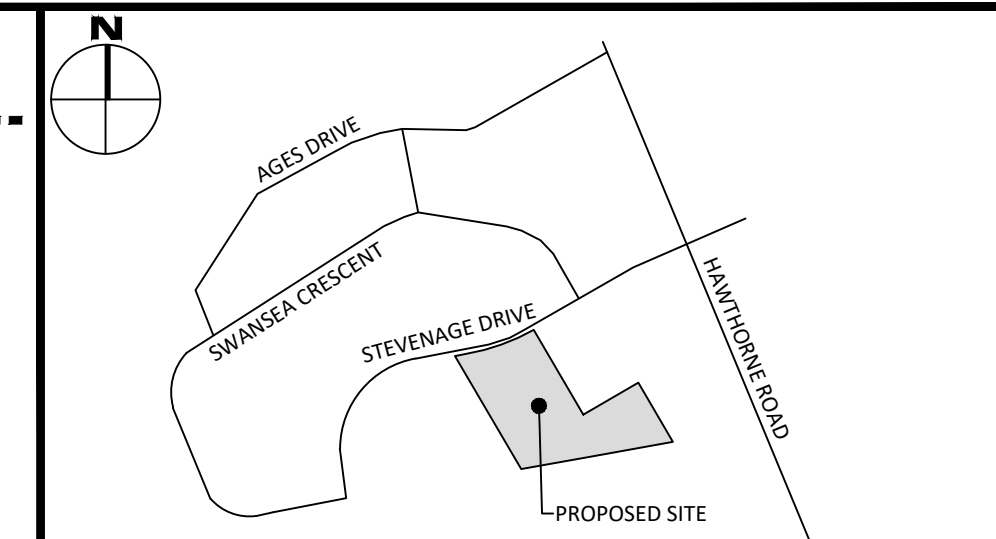 N
AGES DRIVE
SWANSEA CRESCENT
STEVENAGE DRIVE
HAWTHORNE ROAD
PROPOSED SITE